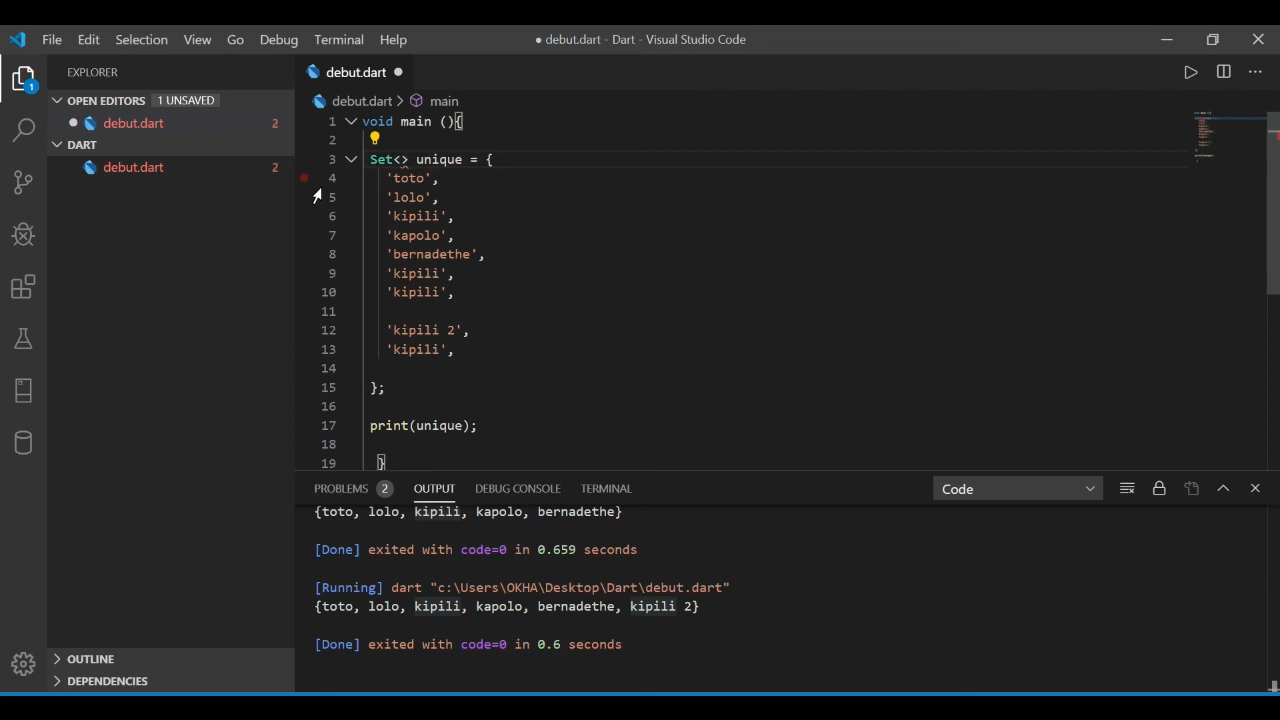 File Edit Selection View Go Debug Terminal Help ● debut.dart - Dart - Visual Studio Code
EXPLORER
debut.dart
OPEN EDITORS 1 UNSAVED
debut.dart 2
DART
debut.dart 2
OUTLINE
DEPENDENCIES
1
debut.dart > main
1 void main (){
2
3 Set<> unique = {
4 'toto',
5 'lolo',
6 'kipili',
7 'kapolo',
8 'bernadethe',
9 'kipili',
10 'kipili',
11
12 'kipili 2',
13 'kipili',
14
15 };
16
17 print(unique);
18
19 }
PROBLEMS 2 OUTPUT DEBUG CONSOLE TERMINAL Code
{toto, lolo, kipili, kapolo, bernadethe}
[Done] exited with code=0 in 0.659 seconds
[Running] dart "c:\Users\OKHA\Desktop\Dart\debut.dart"
{toto, lolo, kipili, kapolo, bernadethe, kipili 2}
[Done] exited with code=0 in 0.6 seconds